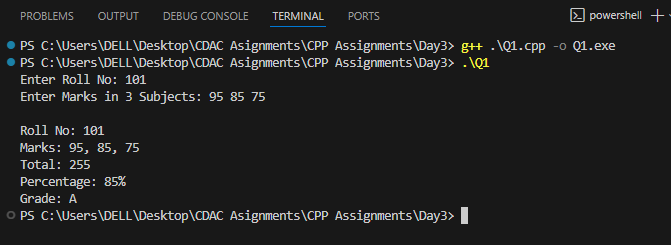 PROBLEMS OUTPUT DEBUG CONSOLE TERMINAL PORTS powershell
PS C:\Users\DELL\Desktop\CDAC Asignments\CPP Assignments\Day3> g++ .\Q1.cpp -o Q1.exe
PS C:\Users\DELL\Desktop\CDAC Asignments\CPP Assignments\Day3> .\Q1
Enter Roll No: 101
Enter Marks in 3 Subjects: 95 85 75
Roll No: 101
Marks: 95, 85, 75
Total: 255
Percentage: 85%
Grade: A
PS C:\Users\DELL\Desktop\CDAC Asignments\CPP Assignments\Day3>